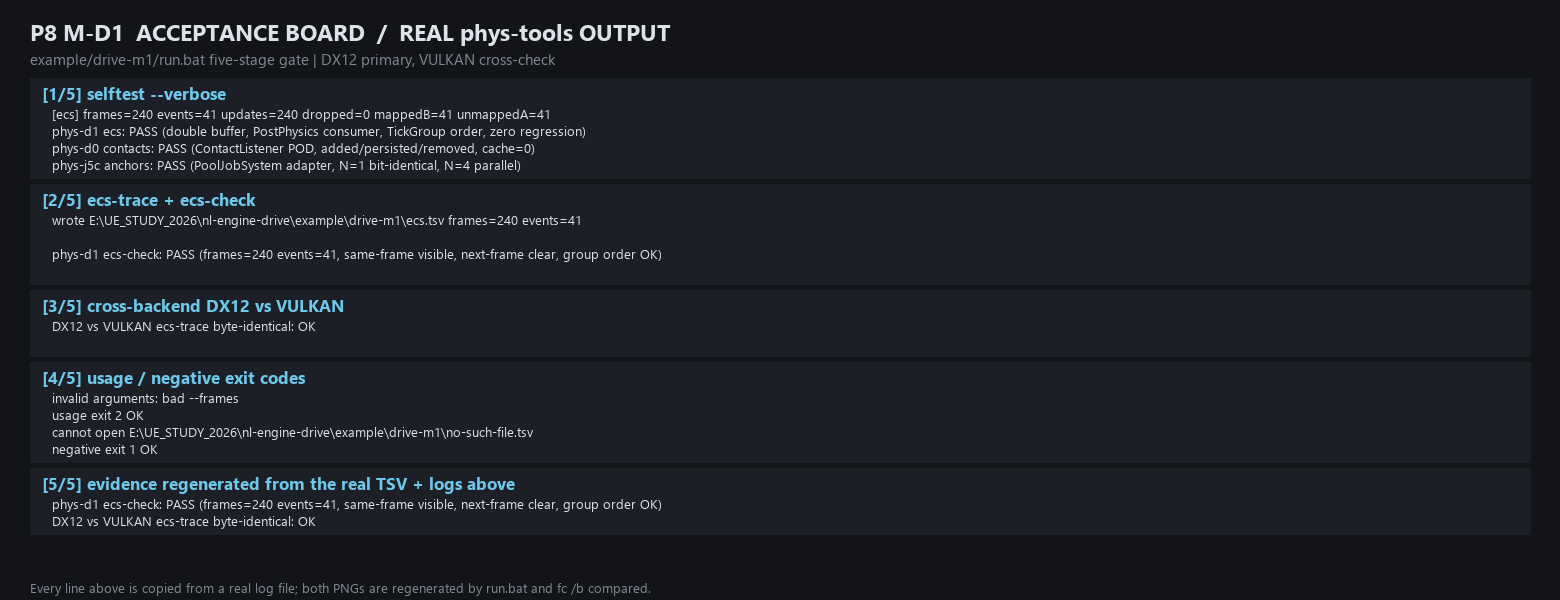 P8 M-D1 ACCEPTANCE BOARD / REAL phys-tools OUTPUT
example/drive-m1/run.bat five-stage gate | DX12 primary, VULKAN cross-check
[1/5] selftest --verbose
[ecs] frames=240 events=41 updates=240 dropped=0 mappedB=41 unmappedA=41
phys-d1 ecs: PASS (double buffer, PostPhysics consumer, TickGroup order, zero regression)
phys-d0 contacts: PASS (ContactListener POD, added/persisted/removed, cache=0)
phys-j5c anchors: PASS (PoolJobSystem adapter, N=1 bit-identical, N=4 parallel)
[2/5] ecs-trace + ecs-check
wrote E:\UE_STUDY_2026\nl-engine-drive\example\drive-m1\ecs.tsv frames=240 events=41
phys-d1 ecs-check: PASS (frames=240 events=41, same-frame visible, next-frame clear, group order OK)
[3/5] cross-backend DX12 vs VULKAN
DX12 vs VULKAN ecs-trace byte-identical: OK
[4/5] usage / negative exit codes
invalid arguments: bad --frames
usage exit 2 OK
cannot open E:\UE_STUDY_2026\nl-engine-drive\example\drive-m1\no-such-file.tsv
negative exit 1 OK
[5/5] evidence regenerated from the real TSV + logs above
phys-d1 ecs-check: PASS (frames=240 events=41, same-frame visible, next-frame clear, group order OK)
DX12 vs VULKAN ecs-trace byte-identical: OK
Every line above is copied from a real log file; both PNGs are regenerated by run.bat and fc /b compared.